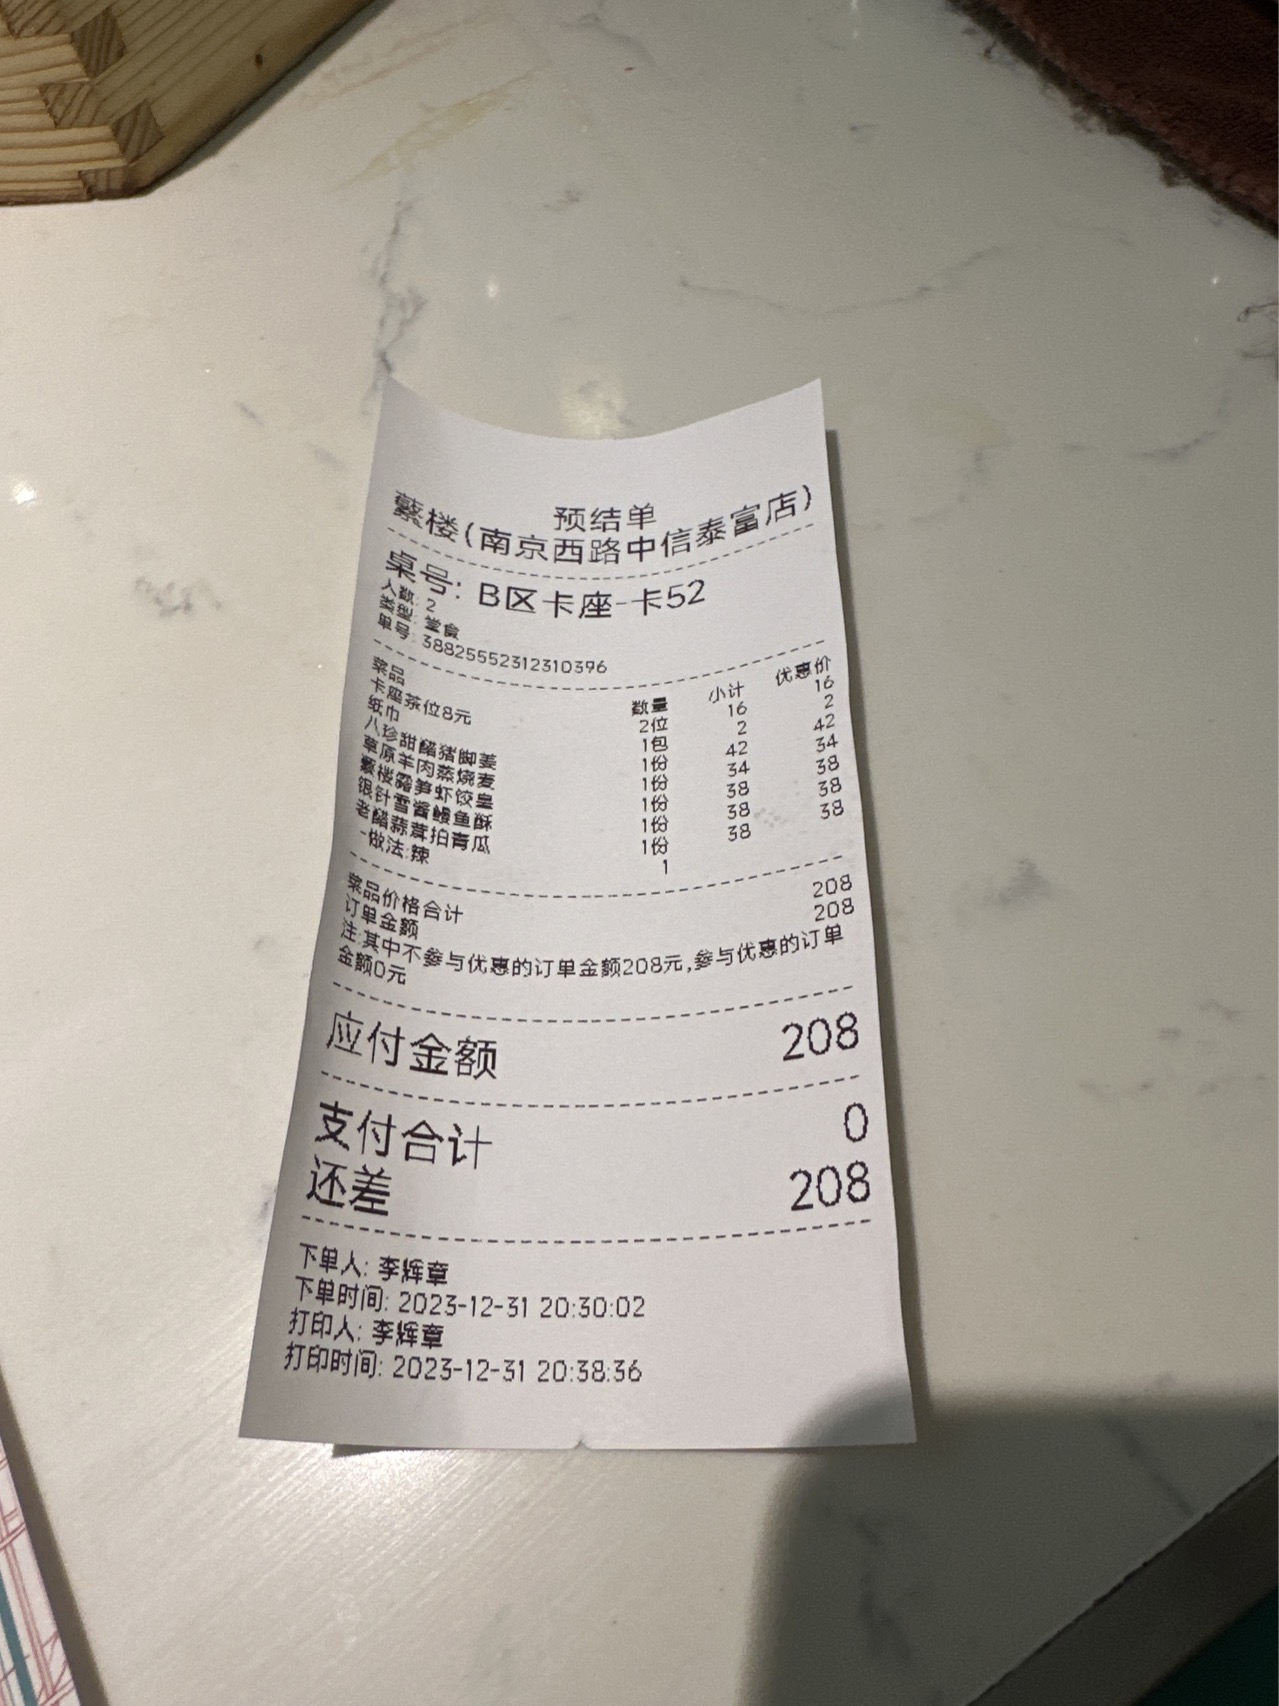 预结单
蘩楼(南京西路中信泰富店)
桌号: B区卡座-卡52
人数: 2
类型: 堂食
单号: 38825552312310396
菜品 数量 小计 优惠价
卡座茶位8元 2位 16 16
纸巾 1包 2 2
八珍甜醋猪脚姜 1份 42 42
草原羊肉蒸烧麦 1份 34 34
蘩楼露笋虾饺皇 1份 38 38
银针雪酱鳗鱼酥 1份 38 38
老醋蒜茸拍青瓜 1份 38 38
-做法:辣 1
菜品价格合计 208
订单金额 208
注:其中不参与优惠的订单金额208元,参与优惠的订单
金额0元
应付金额 208
支付合计 0
还差 208
下单人: 李辉章
下单时间: 2023-12-31 20:30:02
打印人: 李辉章
打印时间: 2023-12-31 20:38:36